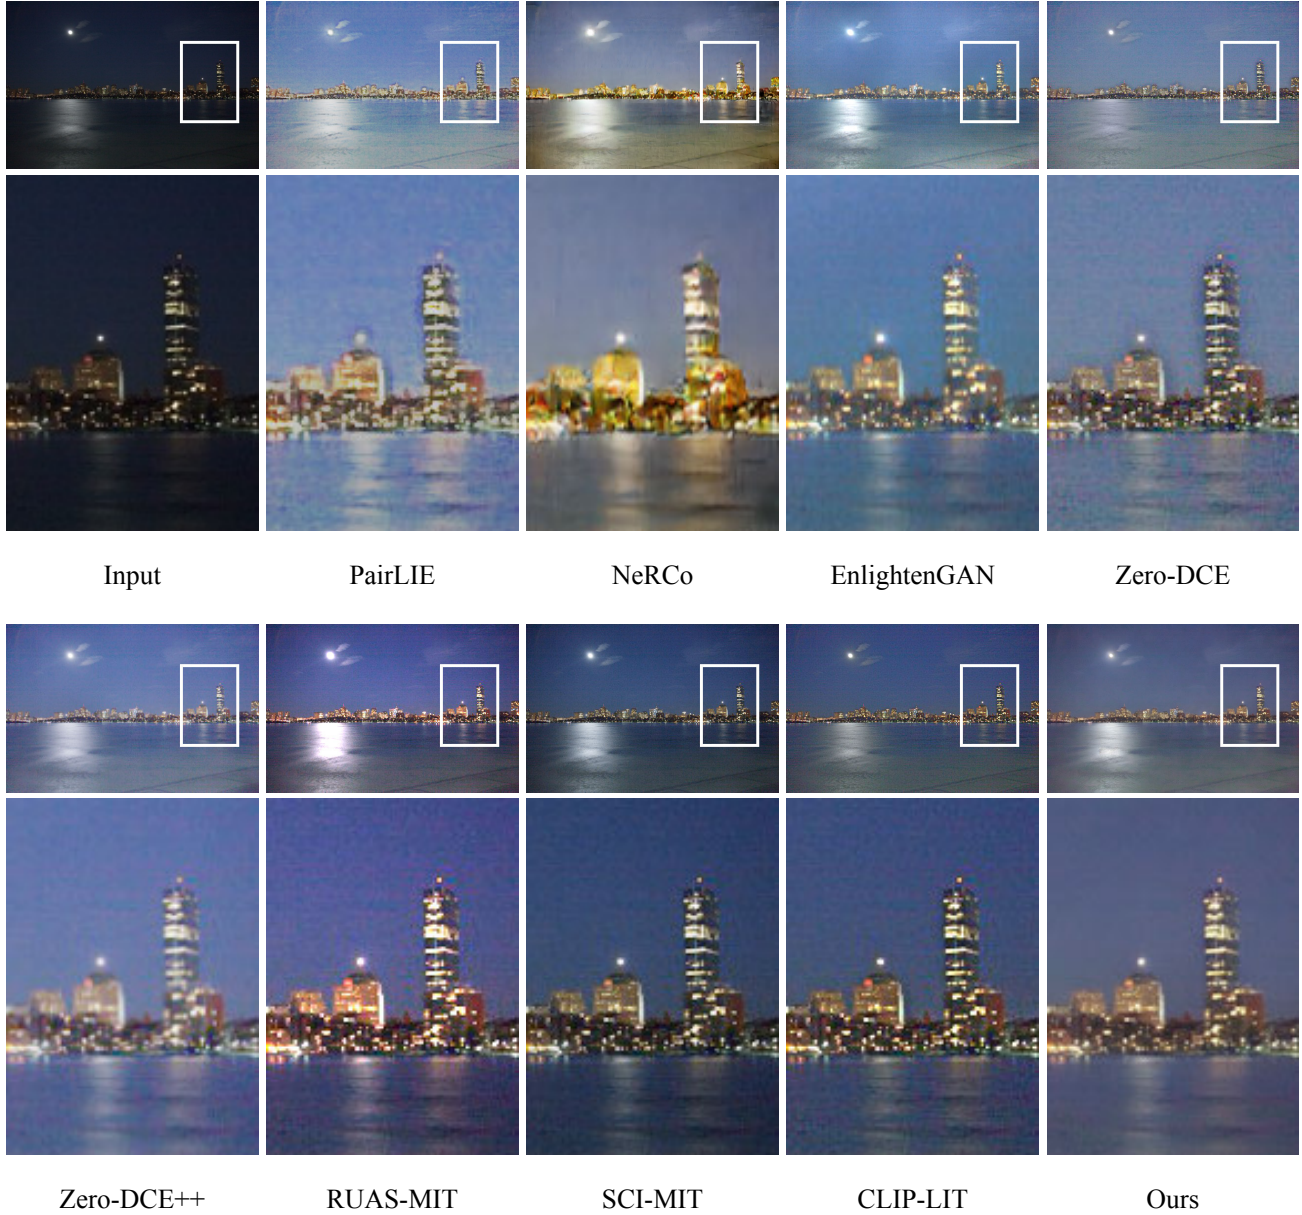 Input PairLIE NeRCo EnlightenGAN Zero-DCE
Zero-DCE++ RUAS-MIT SCI-MIT CLIP-LIT Ours